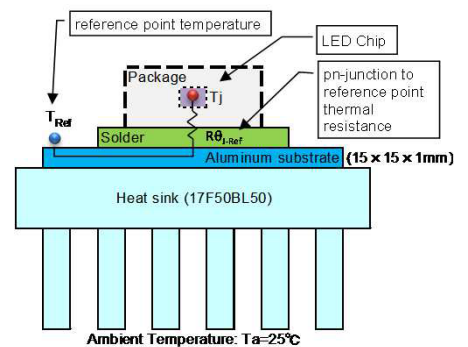 reference point temperature
LED Chip
Package
pn-junction to
reference point
thermal
resistance
Tj
TRef
Solder
RθJ-Ref
Aluminum substrate (15 x 15 x 1mm)
Heat sink (17F50BL50)
Ambient Temperature: Ta=25℃